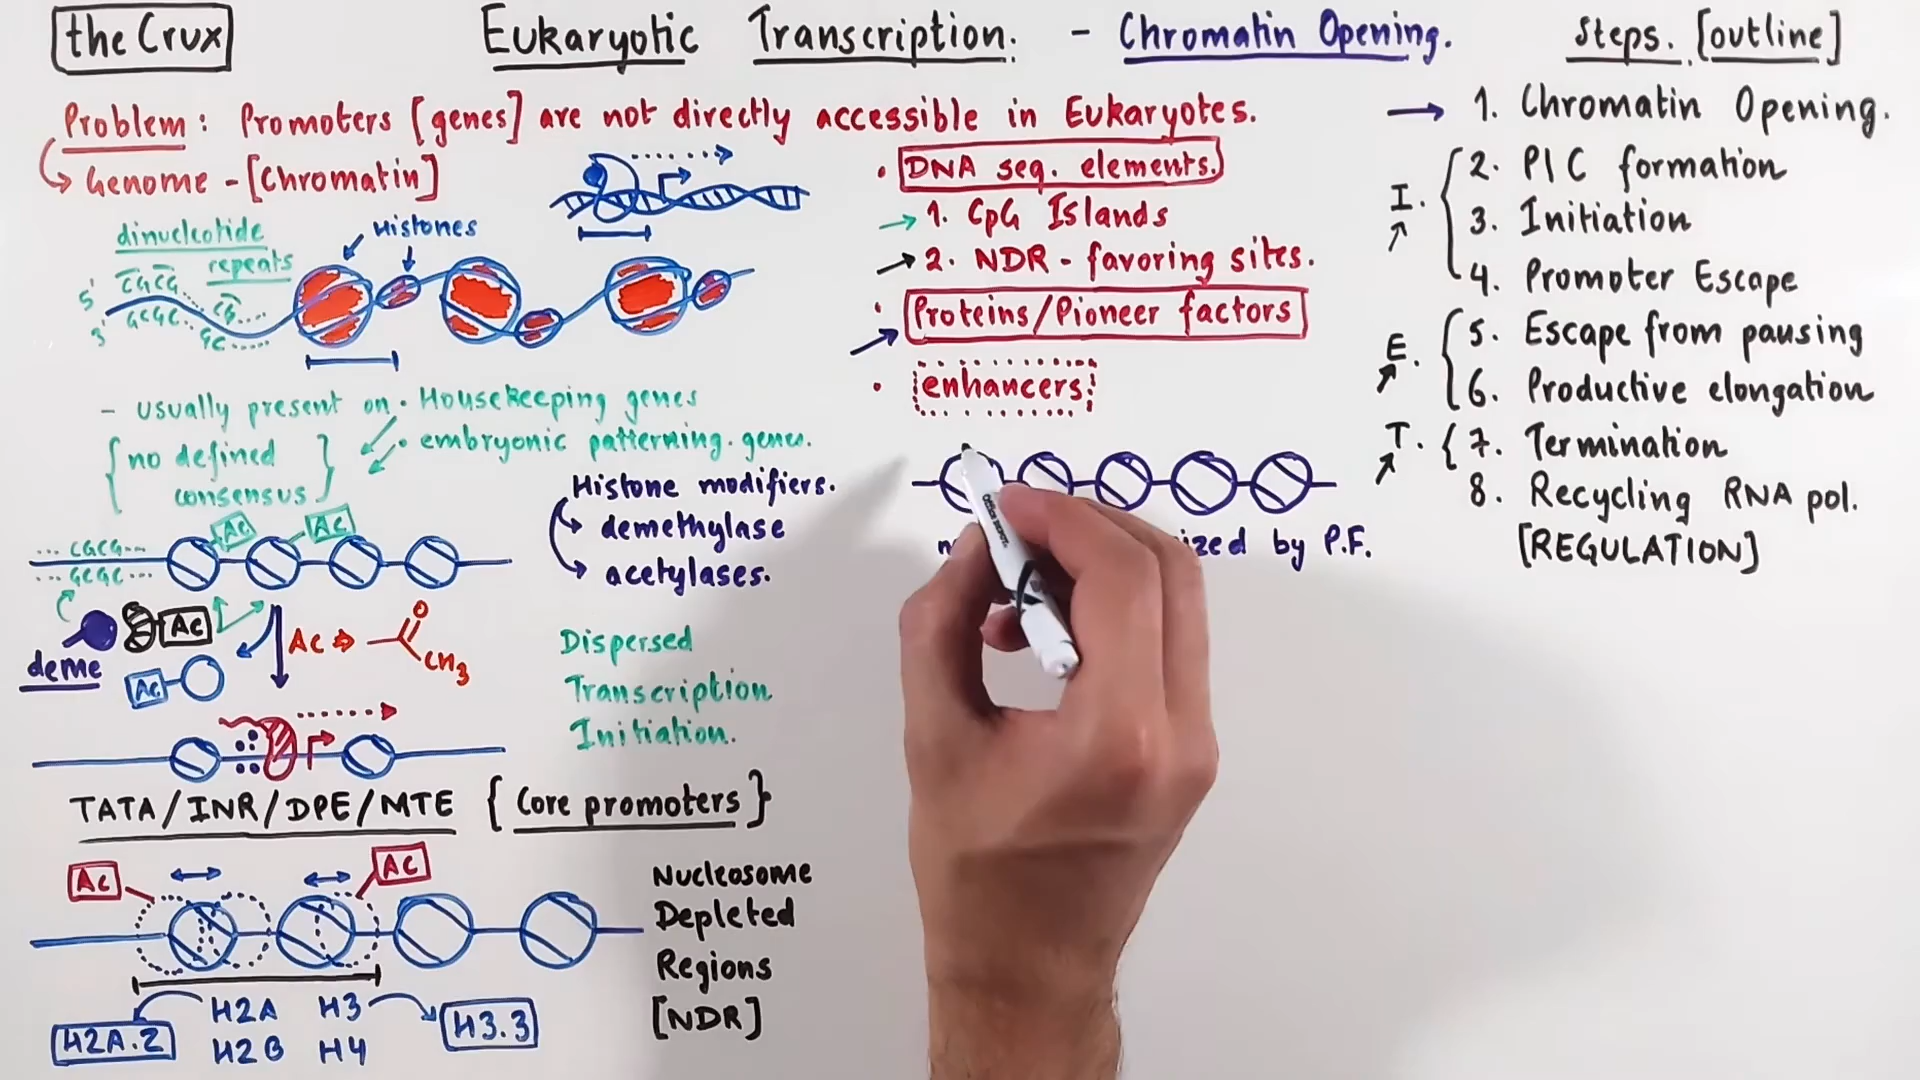 the Crux
Eukaryotic Transcription. - Chromatin Opening.
Problem: Promoters [genes] are not directly accessible in Eukaryotes.
Genome - [Chromatin]
dinucleotide
repeats
Histones
5'
3'
CGCG..
GCGC..
CG....
GC.....
- usually present on • Housekeeping genes
• embryonic patterning genes.
{no defined
consensus}
Ac
Ac
... CGCG...
... GCGC...
Histone modifiers.
demethylase
acetylases.
deme
Ac
Ac
Ac ⇒
O
CH3
Dispersed
Transcription
Initiation.
TATA/INR/DPE/MTE {Core promoters}
Ac
Ac
Nucleosome
Depleted
Regions
[NDR]
H2A H3
H2B H4
H2A.Z
H3.3
• DNA seq. elements.
1. CpG Islands
2. NDR - favoring sites.
• Proteins/Pioneer factors
• enhancers
by P.F.
OFFICE DEPOT
Steps. [outline]
1. Chromatin Opening.
I.
2. PIC formation
3. Initiation
4. Promoter Escape
E.
5. Escape from pausing
6. Productive elongation
T.
7. Termination
8. Recycling RNA pol.
[REGULATION]